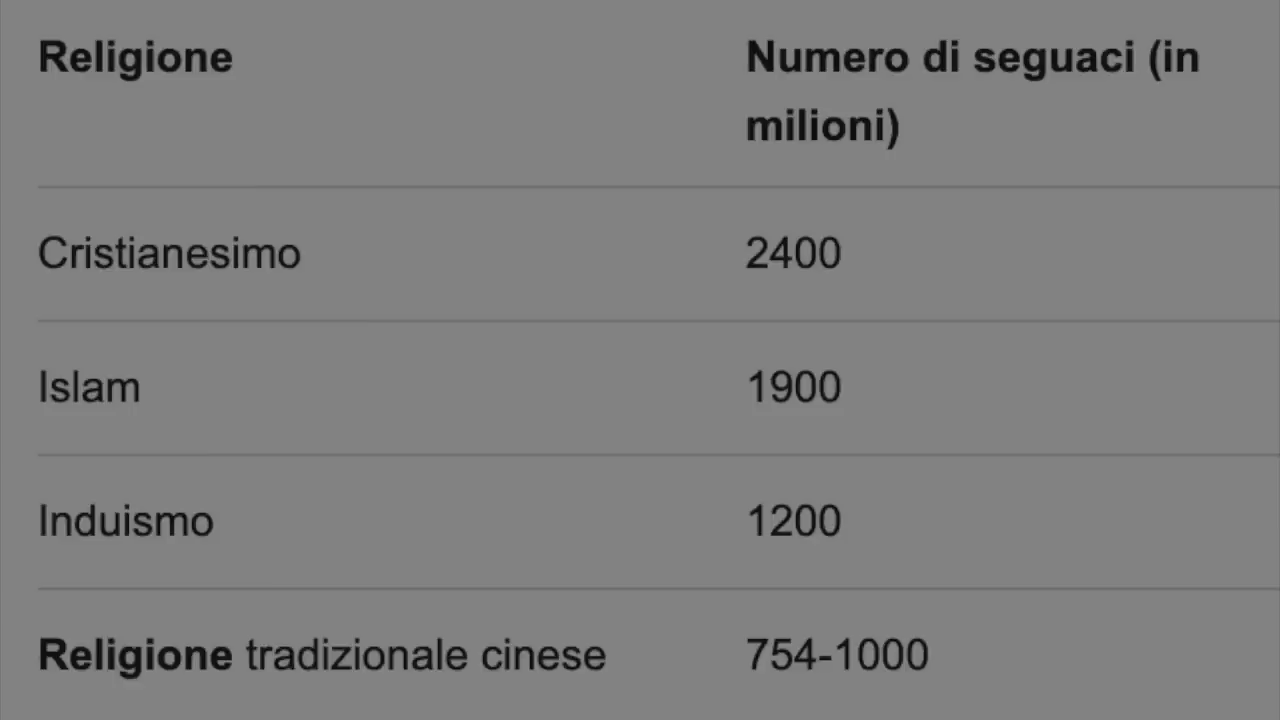 Religione
Numero di seguaci (in
milioni)
Cristianesimo
2400
Islam
1900
Induismo
1200
Religione tradizionale cinese
754-1000